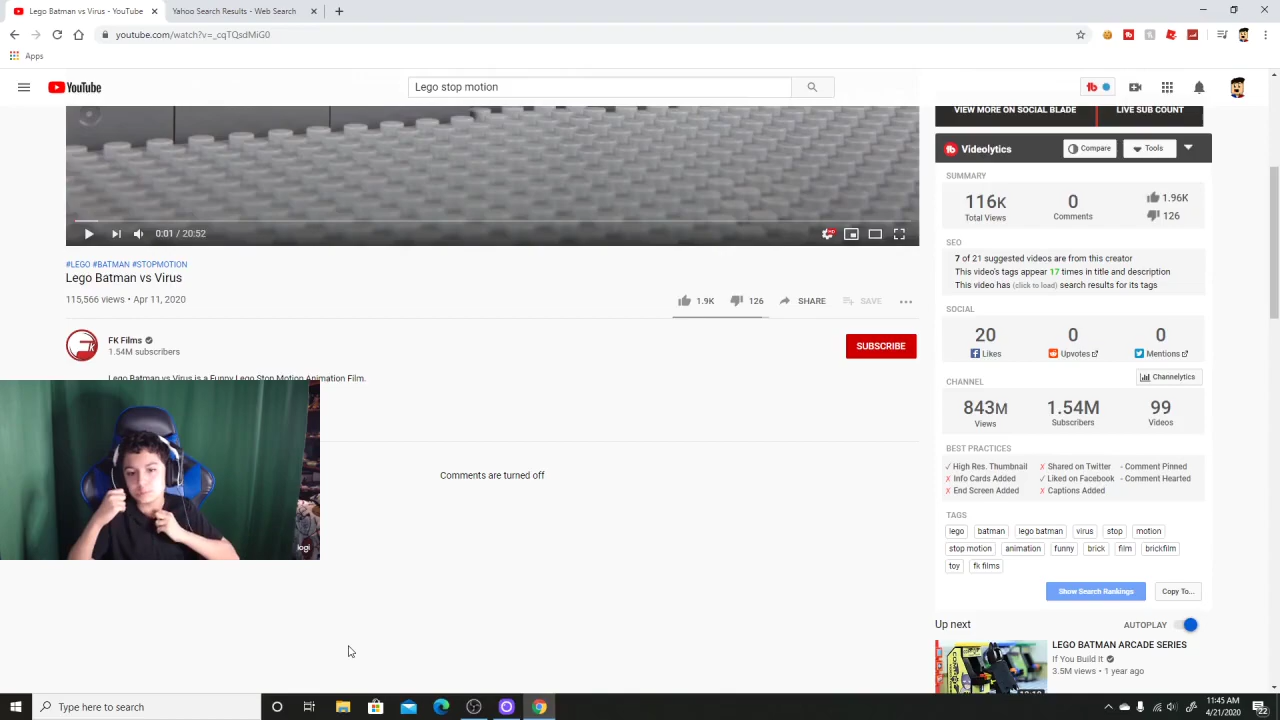 Lego Batman vs Virus - YouTube
Yahoo Search Results - Web Search
youtube.com/watch?v=_cqTQsdMiG0
Apps
YouTube
Lego stop motion
VIEW MORE ON SOCIAL BLADE
LIVE SUB COUNT
Videolytics
Compare
Tools
SUMMARY
116K
0
1.96K
Total Views
Comments
126
SEO
7 of 21 suggested videos are from this creator
This video's tags appear 17 times in title and description
This video has (click to load) search results for its tags
SOCIAL
20
0
0
Likes
Upvotes
Mentions
CHANNEL
Channelytics
843M
1.54M
99
Views
Subscribers
Videos
BEST PRACTICES
✓ High Res. Thumbnail
✗ Shared on Twitter
- Comment Pinned
✗ Info Cards Added
✓ Liked on Facebook
- Comment Hearted
✗ End Screen Added
✗ Captions Added
TAGS
lego
batman
lego batman
virus
stop
motion
stop motion
animation
funny
brick
film
brickfilm
toy
fk films
Show Search Rankings
Copy To...
Up next
AUTOPLAY
LEGO BATMAN ARCADE SERIES
If You Build It
3.5M views • 1 year ago
0:01 / 20:52
#LEGO #BATMAN #STOPMOTION
Lego Batman vs Virus
115,566 views • Apr 11, 2020
1.9K
126
SHARE
SAVE
FK Films
1.54M subscribers
SUBSCRIBE
Lego Batman vs Virus is a Funny Lego Stop Motion Animation Film.
Comments are turned off
logi
Type here to search
11:45 AM
4/21/2020
22